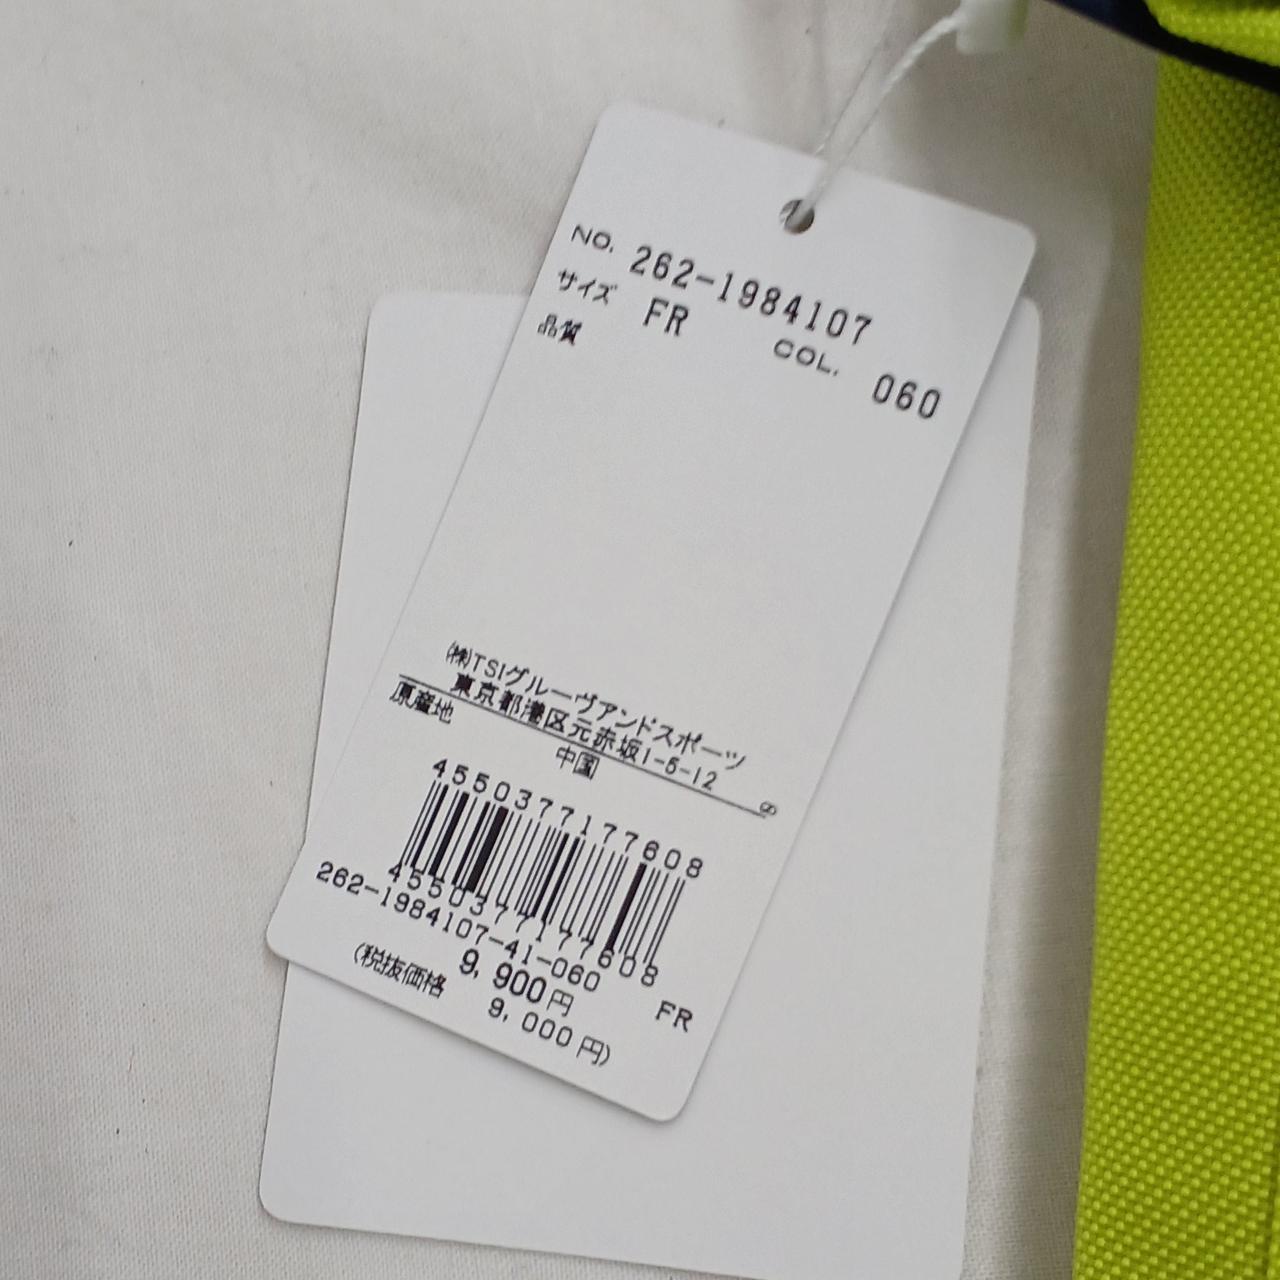 NO. 262-1984107
サイズ FR COL. 060
品質
(株)TSIグルーヴアンドスポーツ
東京都港区元赤坂1-5-12
原産地 中国
4550377177608
4550377177608
262-1984107-41-060 FR
9,900円
(税抜価格 9,000円)